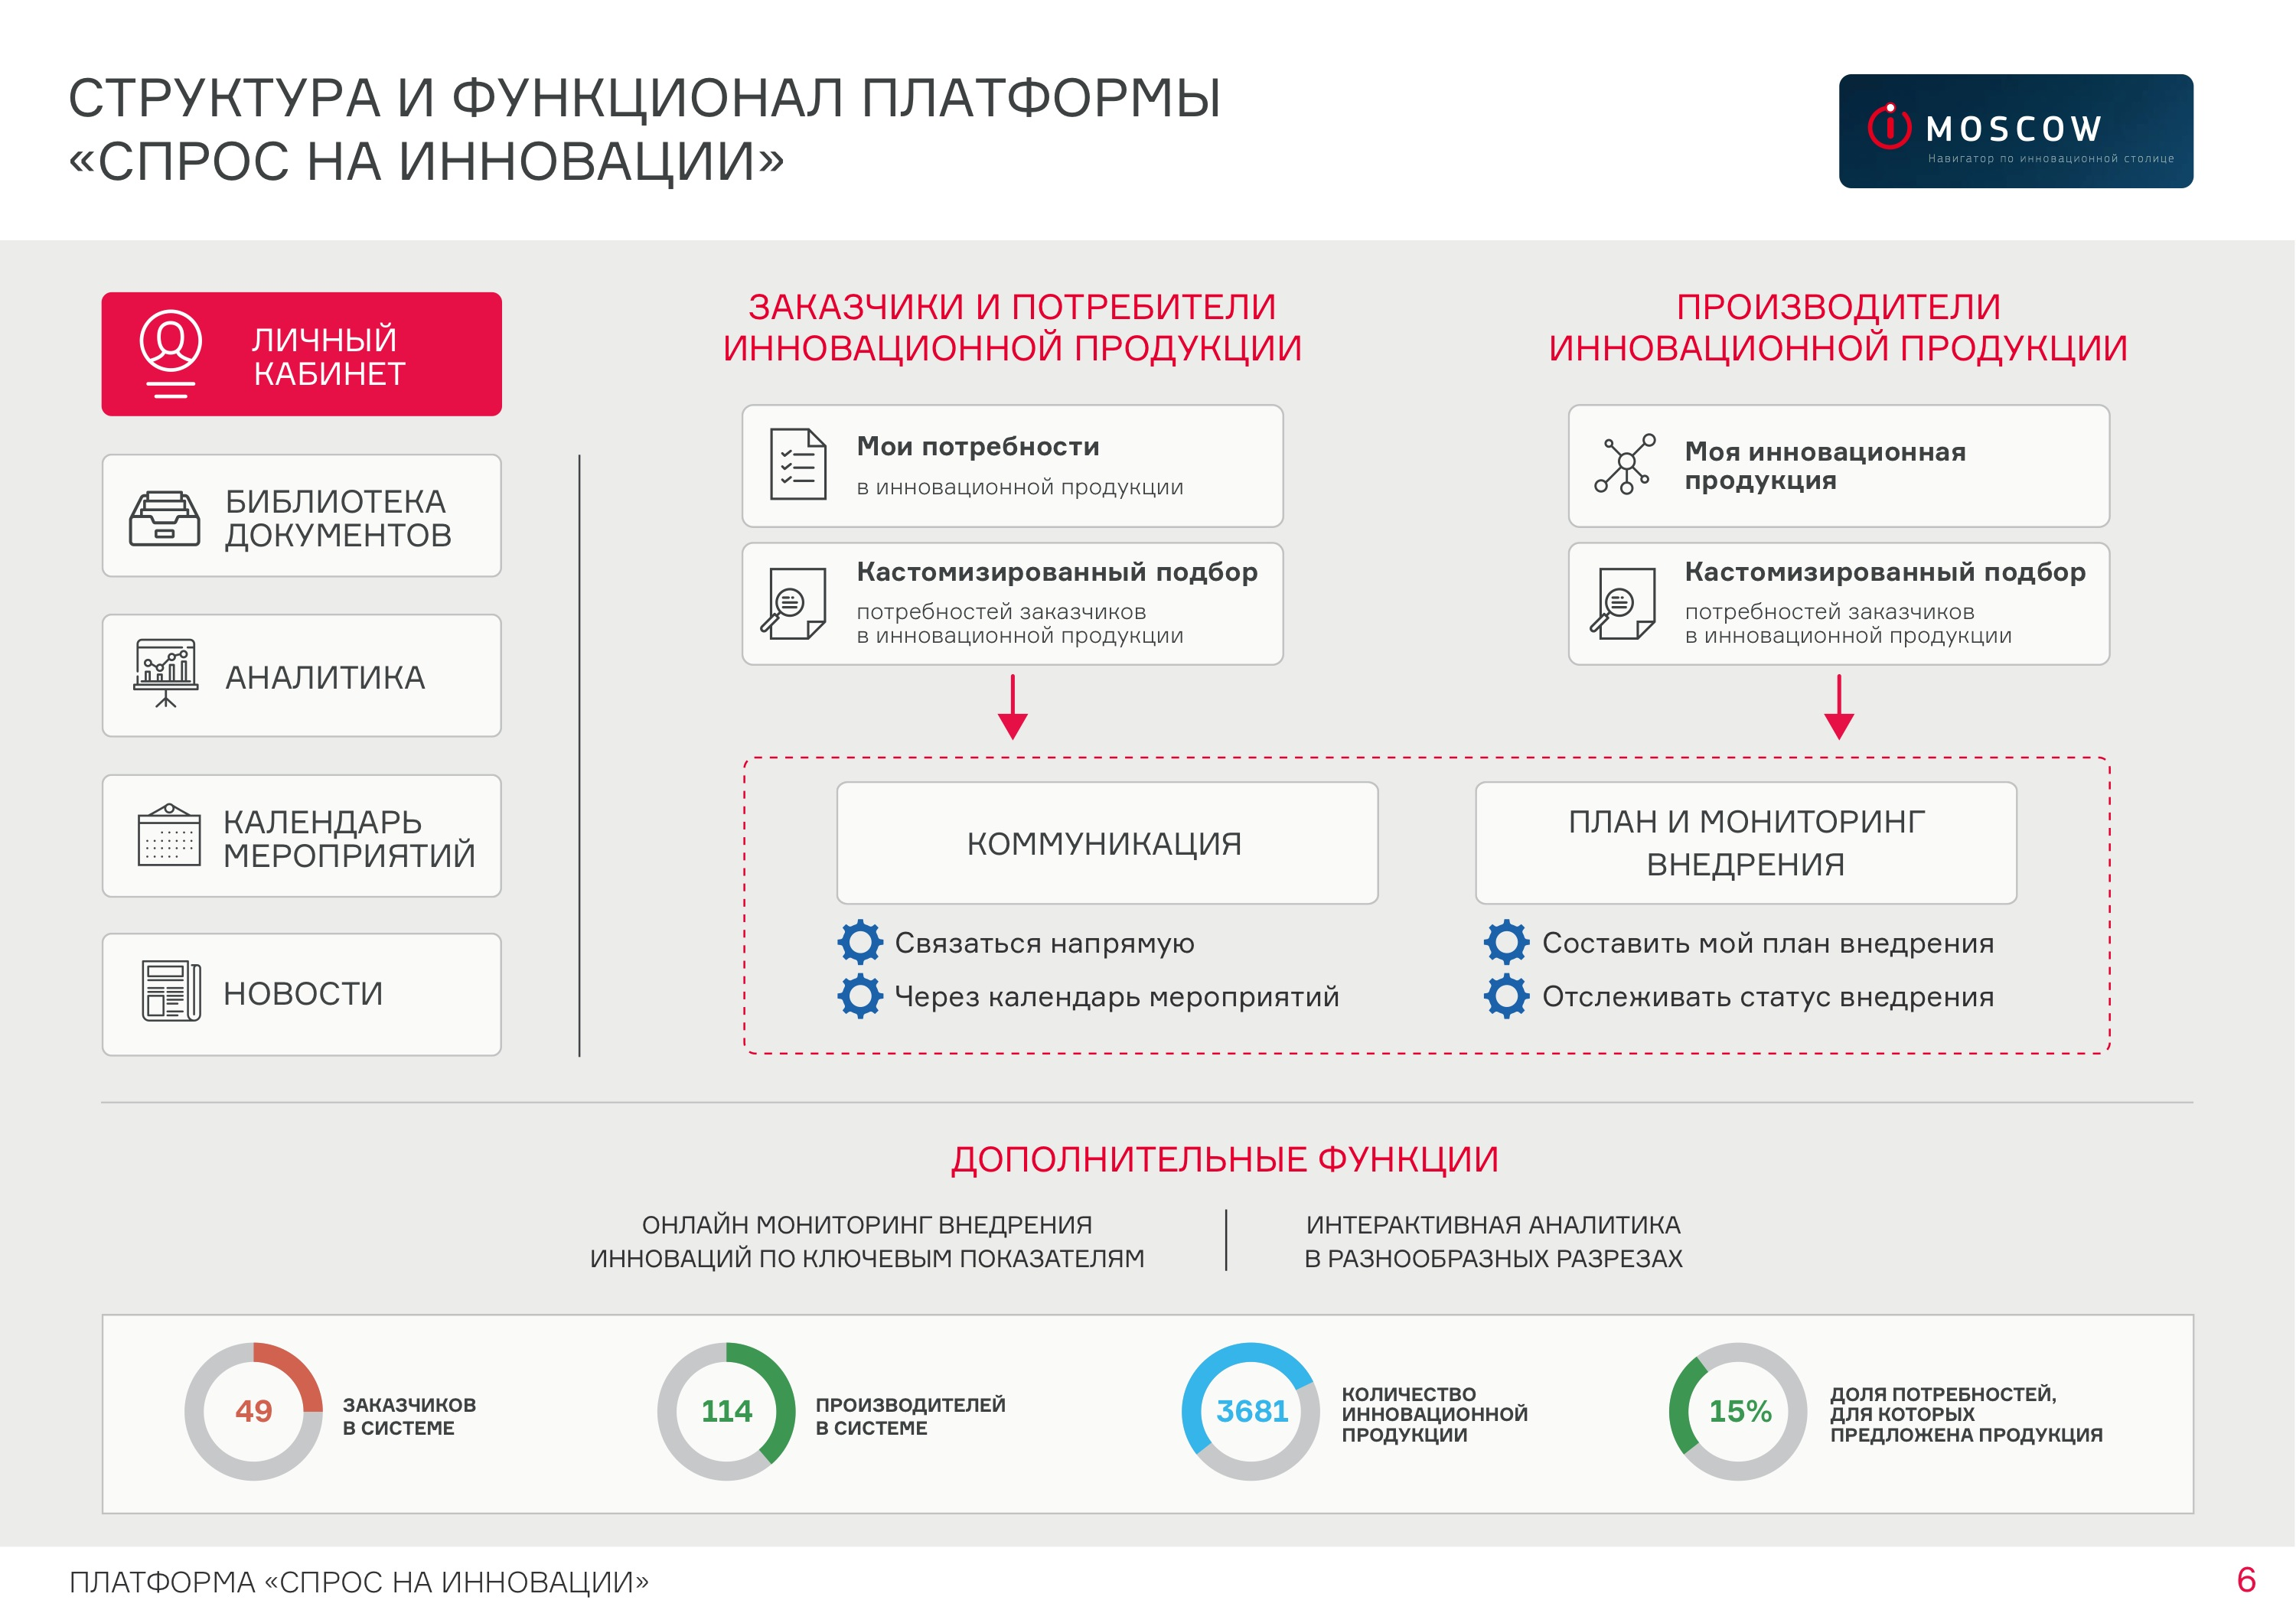 СТРУКТУРА И ФУНКЦИОНАЛ ПЛАТФОРМЫ
«СПРОС НА ИННОВАЦИИ»
i MOSCOW
Навигатор по инновационной столице
ЛИЧНЫЙ
КАБИНЕТ
БИБЛИОТЕКА
ДОКУМЕНТОВ
АНАЛИТИКА
КАЛЕНДАРЬ
МЕРОПРИЯТИЙ
НОВОСТИ
ЗАКАЗЧИКИ И ПОТРЕБИТЕЛИ
ИННОВАЦИОННОЙ ПРОДУКЦИИ
Мои потребности
в инновационной продукции
Кастомизированный подбор
потребностей заказчиков
в инновационной продукции
ПРОИЗВОДИТЕЛИ
ИННОВАЦИОННОЙ ПРОДУКЦИИ
Моя инновационная
продукция
Кастомизированный подбор
потребностей заказчиков
в инновационной продукции
КОММУНИКАЦИЯ
Связаться напрямую
Через календарь мероприятий
ПЛАН И МОНИТОРИНГ
ВНЕДРЕНИЯ
Составить мой план внедрения
Отслеживать статус внедрения
ДОПОЛНИТЕЛЬНЫЕ ФУНКЦИИ
ОНЛАЙН МОНИТОРИНГ ВНЕДРЕНИЯ
ИННОВАЦИЙ ПО КЛЮЧЕВЫМ ПОКАЗАТЕЛЯМ
ИНТЕРАКТИВНАЯ АНАЛИТИКА
В РАЗНООБРАЗНЫХ РАЗРЕЗАХ
49
ЗАКАЗЧИКОВ
В СИСТЕМЕ
114
ПРОИЗВОДИТЕЛЕЙ
В СИСТЕМЕ
3681
КОЛИЧЕСТВО
ИННОВАЦИОННОЙ
ПРОДУКЦИИ
15%
ДОЛЯ ПОТРЕБНОСТЕЙ,
ДЛЯ КОТОРЫХ
ПРЕДЛОЖЕНА ПРОДУКЦИЯ
ПЛАТФОРМА «СПРОС НА ИННОВАЦИИ»
6